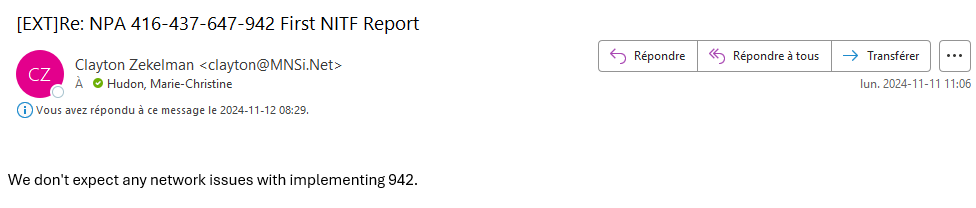 [EXT]Re: NPA 416-437-647-942 First NITF Report
CZ
Clayton Zekelman <clayton@MNSi.Net>
À Hudon, Marie-Christine
Répondre
Répondre à tous
Transférer
...
lun. 2024-11-11 11:06
Vous avez répondu à ce message le 2024-11-12 08:29.
We don't expect any network issues with implementing 942.